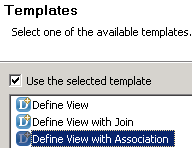 Templates
Select one of the available templates.
Use the selected template
Define View
Define View with Join
Define View with Association